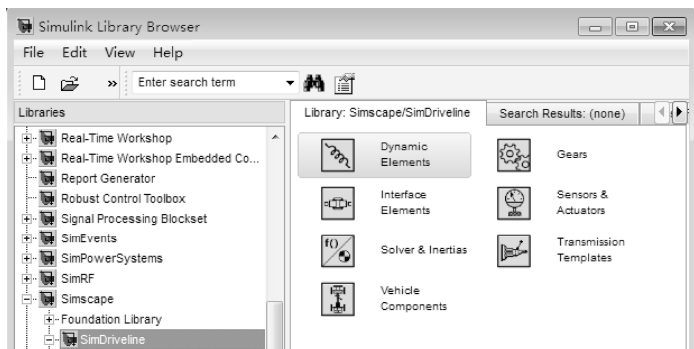 Simulink Library Browser
File Edit View Help
» Enter search term
Libraries
Library: Simscape/SimDriveline
Search Results: (none)
Real-Time Workshop
Real-Time Workshop Embedded Co...
Report Generator
Robust Control Toolbox
Signal Processing Blockset
SimEvents
SimPowerSystems
SimRF
Simscape
Foundation Library
SimDriveline
Dynamic
Elements
Gears
Interface
Elements
Sensors &
Actuators
f()
Solver & Inertias
Transmission
Templates
Vehicle
Components